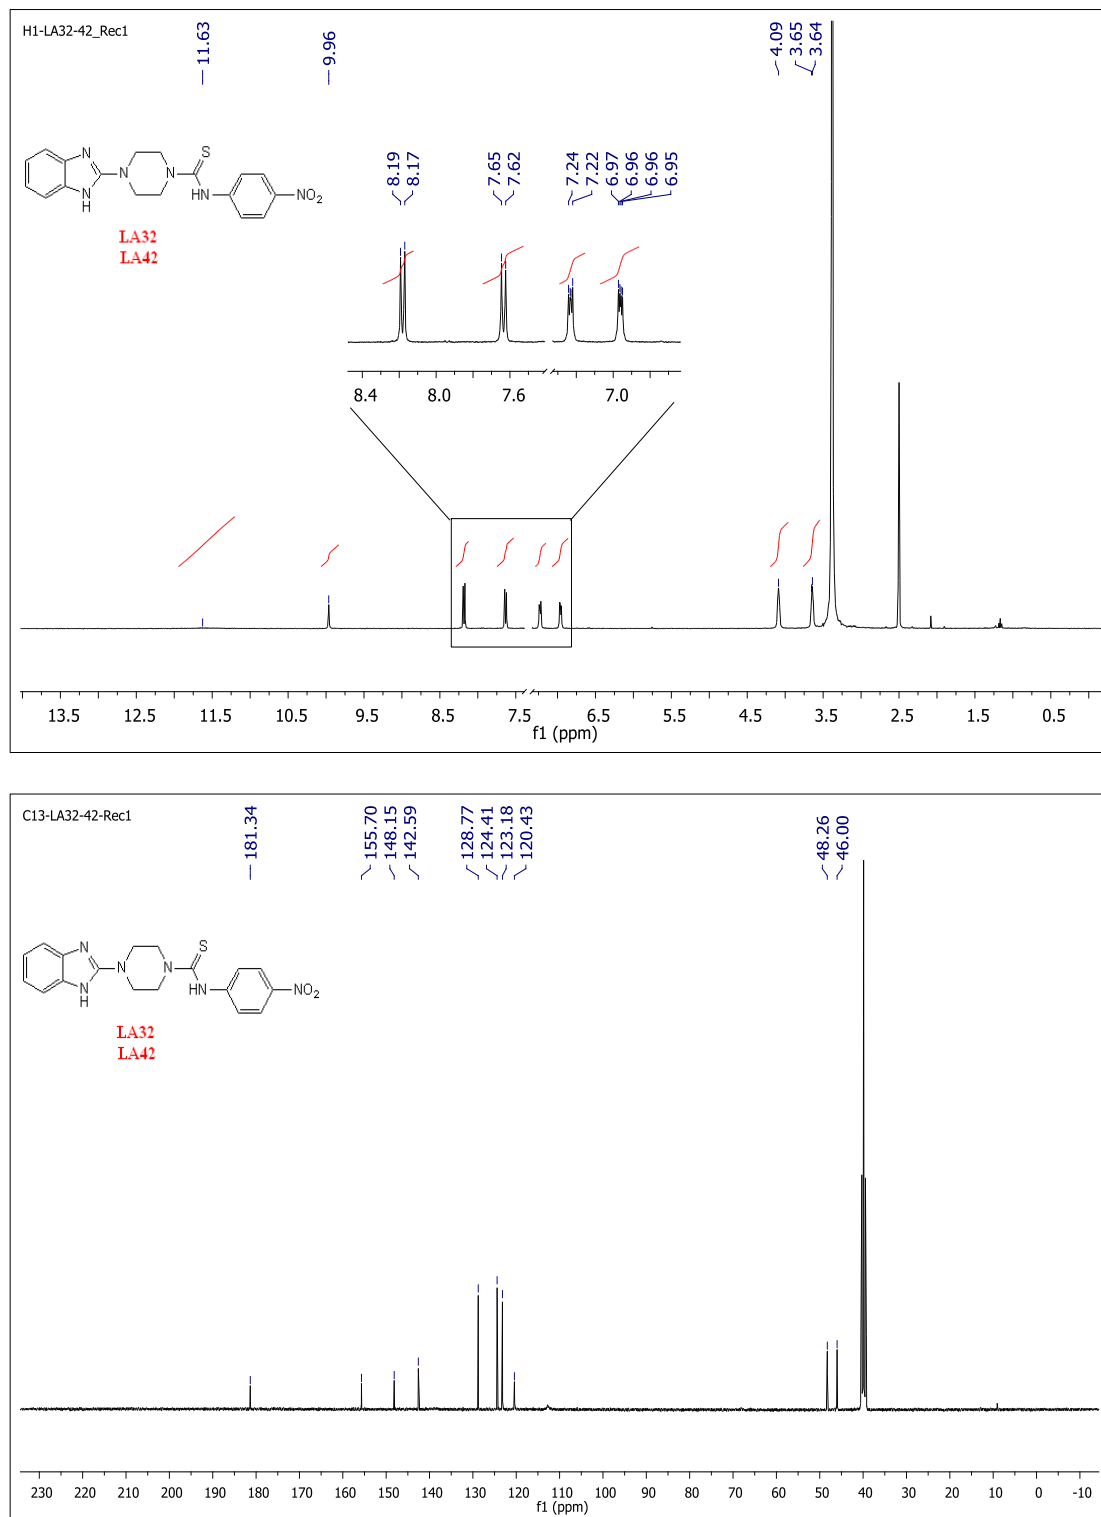 H1-LA32-42_Rec1
11.63
9.96
4.09
3.65
3.64
8.19
8.17
7.65
7.62
7.24
7.22
6.97
6.96
6.96
6.95
N
N
H
N
N
S
HN
NO2
LA32
LA42
8.4 8.0 7.6 7.0
13.5 12.5 11.5 10.5 9.5 8.5 7.5 6.5 5.5 4.5 3.5 2.5 1.5 0.5
f1 (ppm)
C13-LA32-42-Rec1
181.34
155.70
148.15
142.59
128.77
124.41
123.18
120.43
48.26
46.00
N
N
H
N
N
S
HN
NO2
LA32
LA42
230 220 210 200 190 180 170 160 150 140 130 120 110 100 90 80 70 60 50 40 30 20 10 0 -10
f1 (ppm)